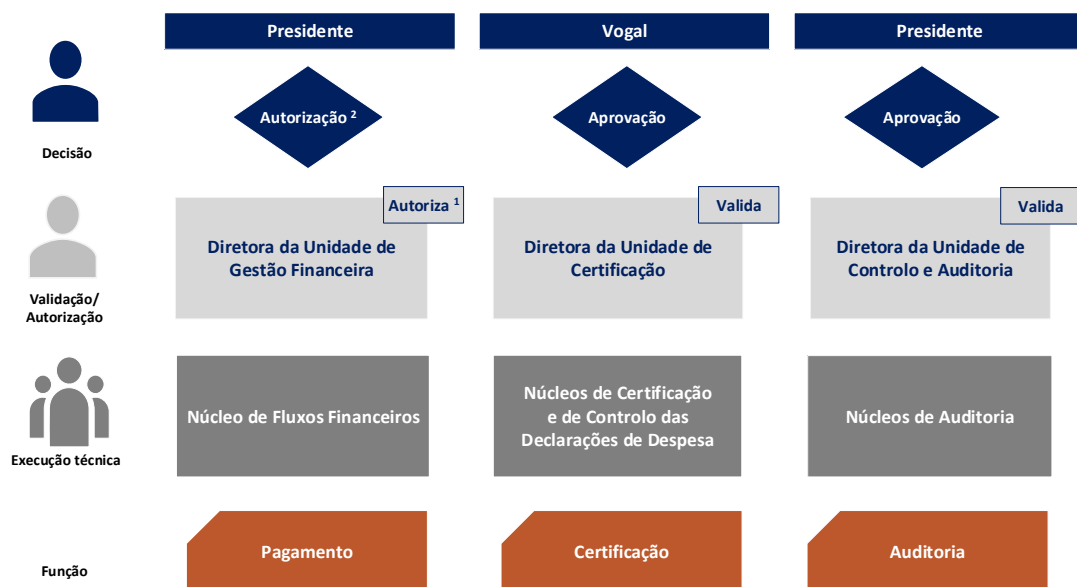 Presidente
Vogal
Presidente
Autorização ²
Aprovação
Aprovação
Decisão
Autoriza ¹
Valida
Valida
Diretora da Unidade de
Gestão Financeira
Diretora da Unidade de
Certificação
Diretora da Unidade de
Controlo e Auditoria
Validação/
Autorização
Núcleo de Fluxos Financeiros
Núcleos de Certificação
e de Controlo das
Declarações de Despesa
Núcleos de Auditoria
Execução técnica
Pagamento
Certificação
Auditoria
Função